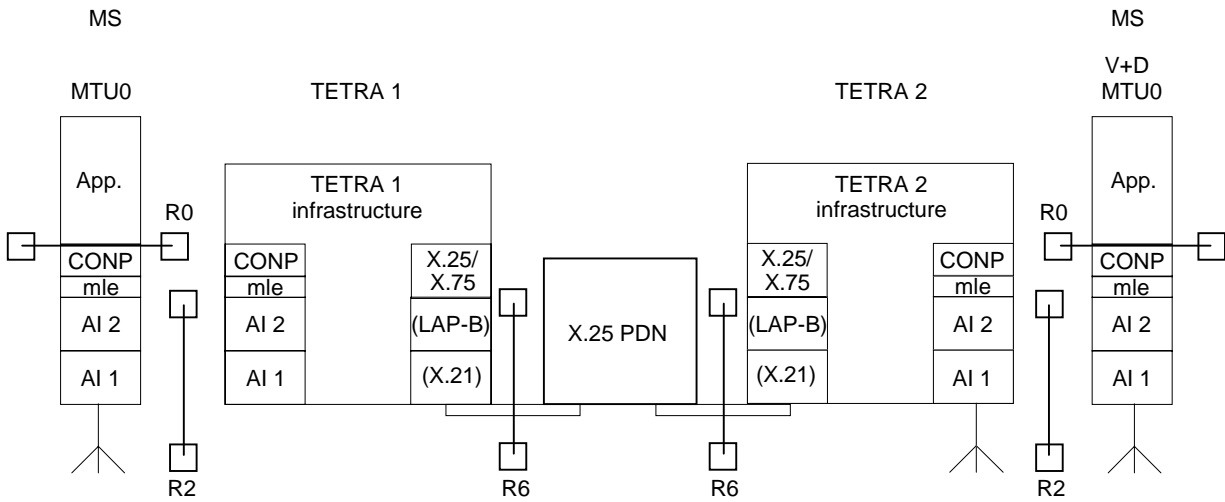 MS
MS
V+D
MTU0
TETRA 1
TETRA 2
MTU0
App.
TETRA 1
infrastructure
TETRA 2
infrastructure
App.
R0
R0
CONP
CONP
X.25/
X.75
X.25/
X.75
CONP
CONP
mle
mle
mle
mle
AI 2
AI 2
(LAP-B)
X.25 PDN
(LAP-B)
AI 2
AI 2
AI 1
AI 1
(X.21)
(X.21)
AI 1
AI 1
R2
R6
R6
R2